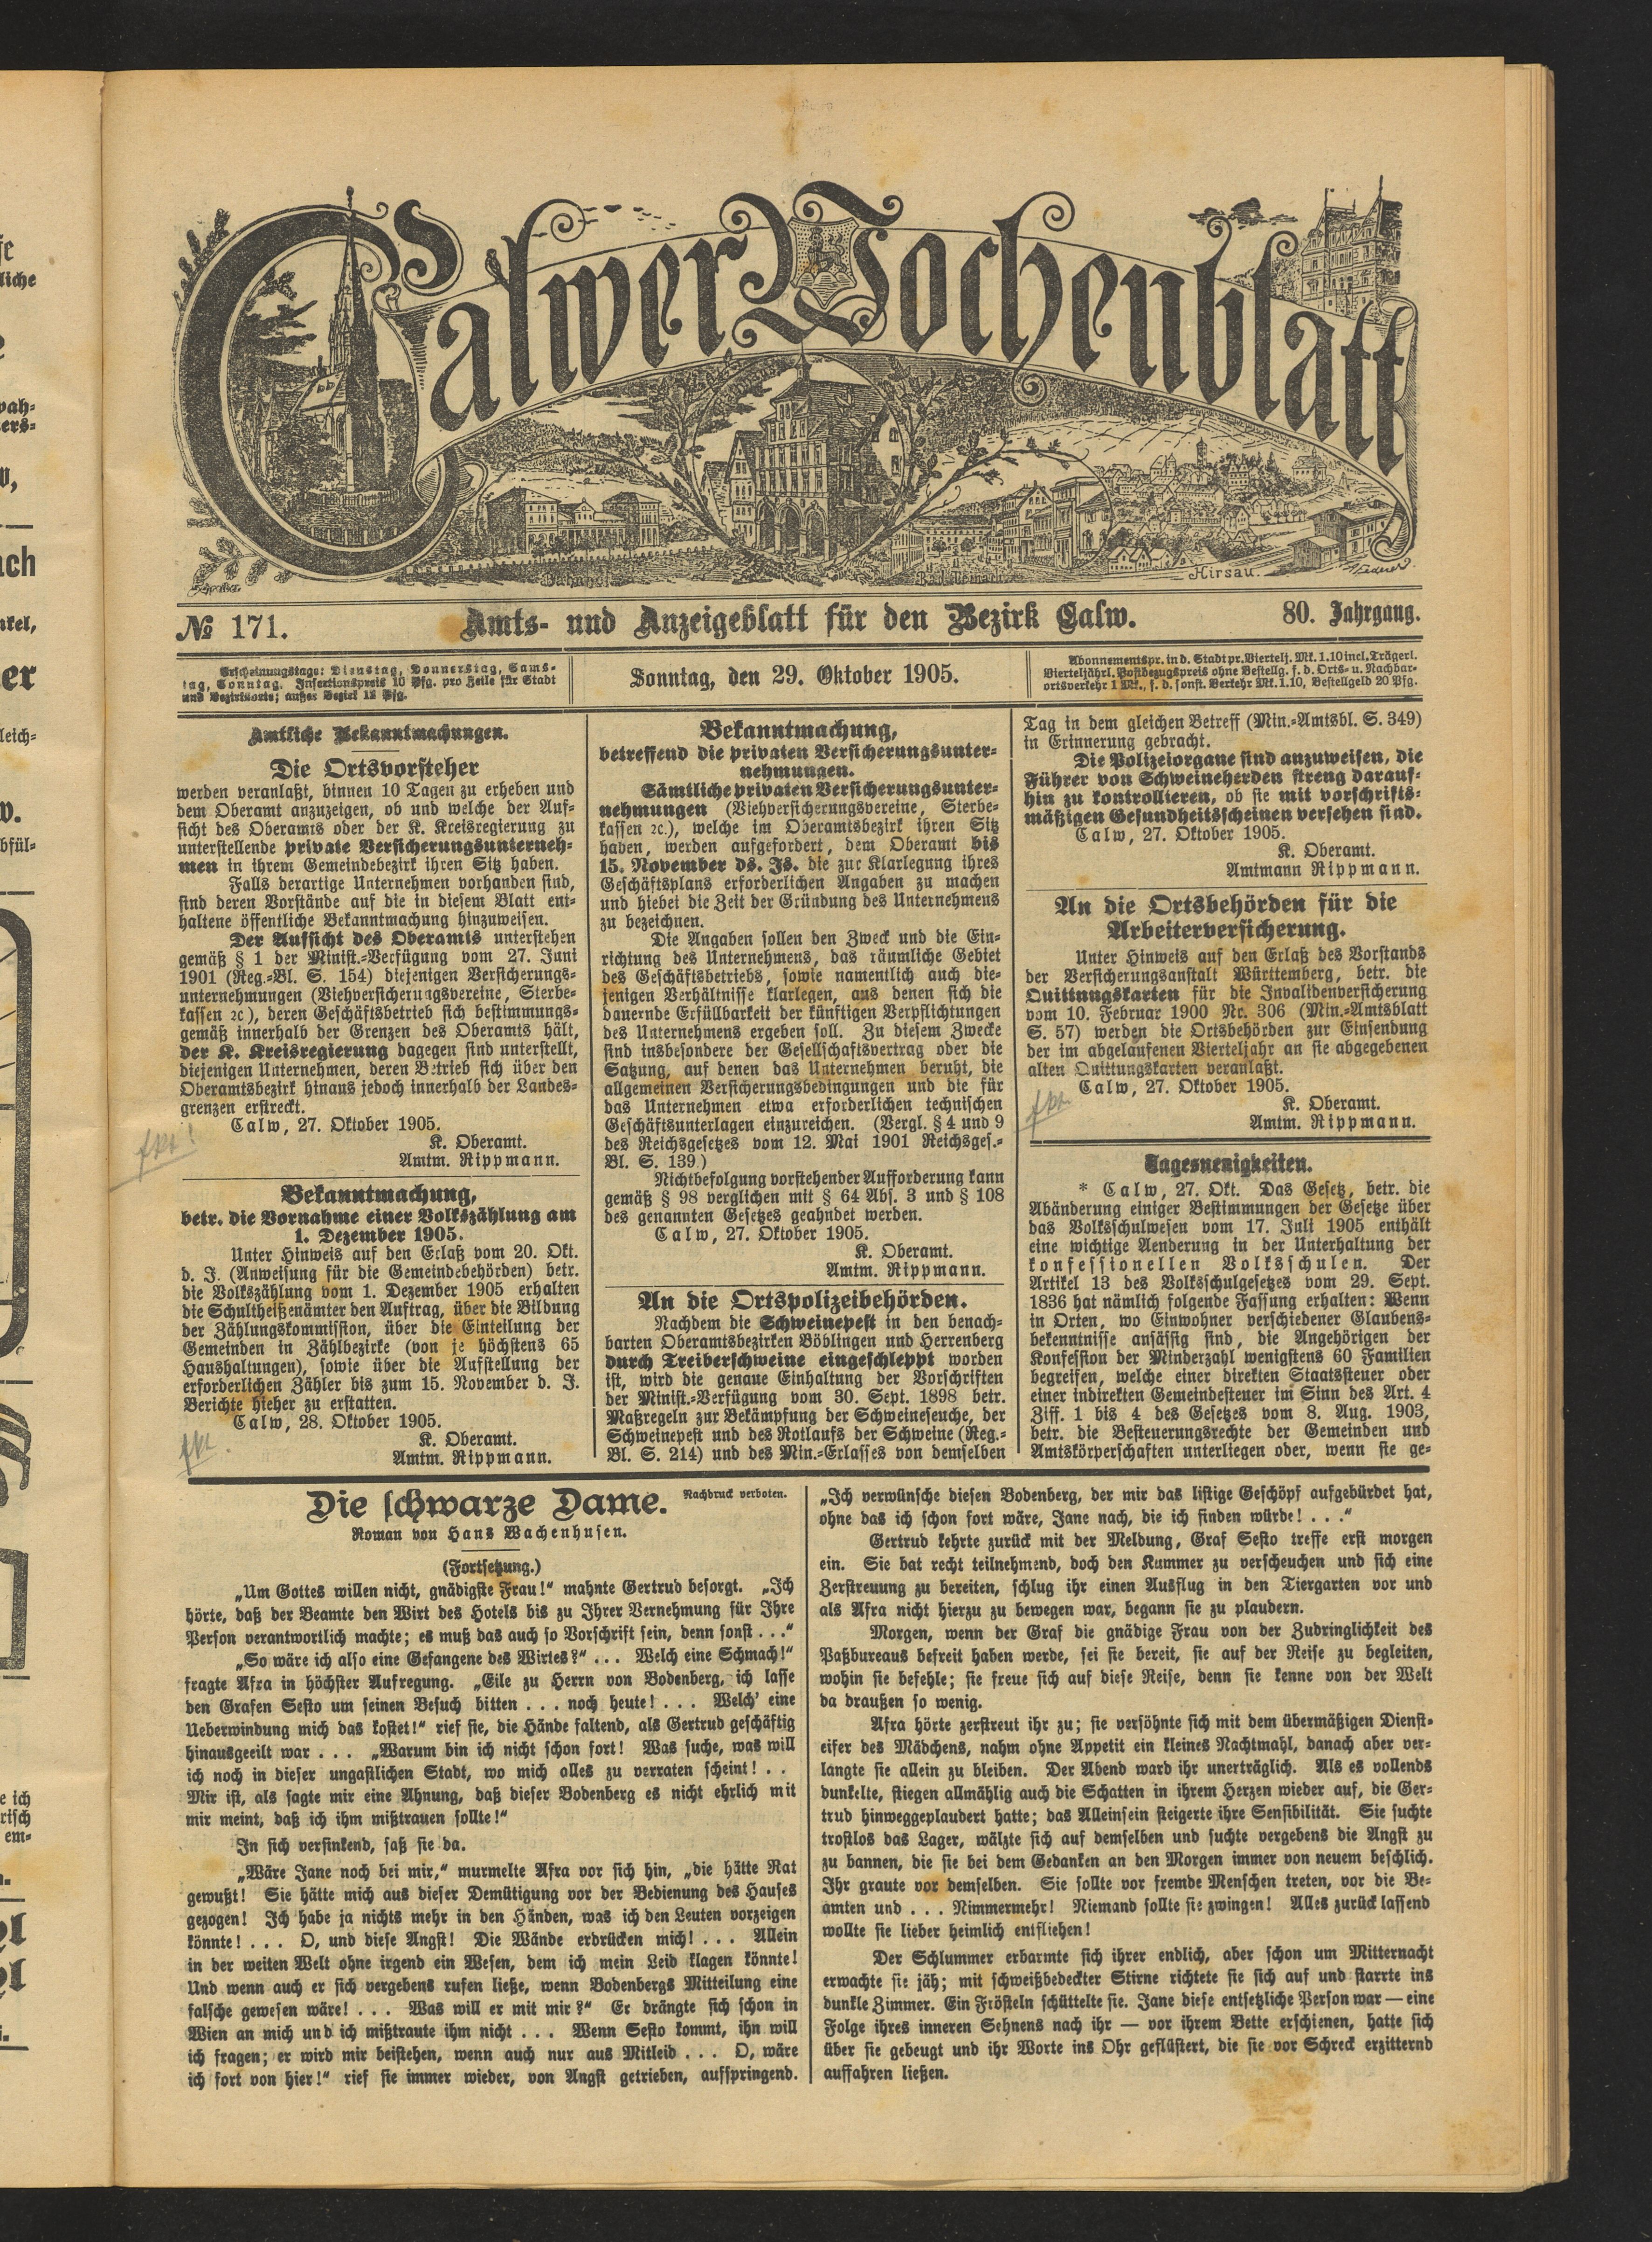 Calwer Wochenblatt
Bahnhof
Bad Teinach
Hirsau.
№ 171.
Amts- und Anzeigeblatt für den Bezirk Calw.
80. Jahrgang.
Erscheinungstage: Dienstag, Donnerstag, Sams-
tag, Sonntag. Insertionspreis 10 Pfg. pro Zeile für Stadt
und Bezirksorte; außer Bezirk 12 Pfg.
Sonntag, den 29. Oktober 1905.
Abonnementspr. in d. Stadt pr. Viertelj. Mk. 1.10 incl. Trägerl.
Vierteljährl. Postbezugspreis ohne Bestellg. f. d. Orts- u. Nachbar-
ortsverkehr 1 Mk., f. d. sonst. Verkehr Mk. 1.10, Bestellgeld 20 Pfg.
Amtliche Bekanntmachungen.
Die Ortsvorsteher
werden veranlaßt, binnen 10 Tagen zu erheben und
dem Oberamt anzuzeigen, ob und welche der Auf-
sicht des Oberamts oder der K. Kreisregierung zu
unterstellende private Versicherungsunterneh-
men in ihrem Gemeindebezirk ihren Sitz haben.
Falls derartige Unternehmen vorhanden sind,
sind deren Vorstände auf die in diesem Blatt ent-
haltene öffentliche Bekanntmachung hinzuweisen.
Der Aufsicht des Oberamts unterstehen
gemäß § 1 der Minist.-Verfügung vom 27. Juni
1901 (Reg.-Bl. S. 154) diejenigen Versicherungs-
unternehmungen (Viehversicherungsvereine, Sterbe-
kassen ꝛc), deren Geschäftsbetrieb sich bestimmungs-
gemäß innerhalb der Grenzen des Oberamts hält,
der K. Kreisregierung dagegen sind unterstellt,
diejenigen Unternehmen, deren Betrieb sich über den
Oberamtsbezirk hinaus jedoch innerhalb der Landes-
grenzen erstreckt.
Calw, 27. Oktober 1905.
K. Oberamt.
Amtm. Rippmann.
Bekanntmachung,
betr. die Vornahme einer Volkszählung am
1. Dezember 1905.
Unter Hinweis auf den Erlaß vom 20. Okt.
d. J. (Anweisung für die Gemeindebehörden) betr.
die Volkszählung vom 1. Dezember 1905 erhalten
die Schultheißenämter den Auftrag, über die Bildung
der Zählungskommission, über die Einteilung der
Gemeinden in Zählbezirke (von je höchstens 65
Haushaltungen), sowie über die Aufstellung der
erforderlichen Zähler bis zum 15. November d. J.
Berichte hieher zu erstatten.
Calw, 28. Oktober 1905.
K. Oberamt.
Amtm. Rippmann.
Bekanntmachung,
betreffend die privaten Versicherungsunter-
nehmungen.
Sämtliche privaten Versicherungsunter-
nehmungen (Viehversicherungsvereine, Sterbe-
kassen ꝛc.), welche im Oberamtsbezirk ihren Sitz
haben, werden aufgefordert, dem Oberamt bis
15. November ds. Js. die zur Klarlegung ihres
Geschäftsplans erforderlichen Angaben zu machen
und hiebei die Zeit der Gründung des Unternehmens
zu bezeichnen.
Die Angaben sollen den Zweck und die Ein-
richtung des Unternehmens, das räumliche Gebiet
des Geschäftsbetriebs, sowie namentlich auch die-
jenigen Verhältnisse klarlegen, aus denen sich die
dauernde Erfüllbarkeit der künftigen Verpflichtungen
des Unternehmens ergeben soll. Zu diesem Zwecke
sind insbesondere der Gesellschaftsvertrag oder die
Satzung, auf denen das Unternehmen beruht, die
allgemeinen Versicherungsbedingungen und die für
das Unternehmen etwa erforderlichen technischen
Geschäftsunterlagen einzureichen. (Vergl. § 4 und 9
des Reichsgesetzes vom 12. Mai 1901 Reichsges.-
Bl. S. 139.)
Nichtbefolgung vorstehender Aufforderung kann
gemäß § 98 verglichen mit § 64 Abs. 3 und § 108
des genannten Gesetzes geahndet werden.
Calw, 27. Oktober 1905.
K. Oberamt.
Amtm. Rippmann.
An die Ortspolizeibehörden.
Nachdem die Schweinepest in den benach-
barten Oberamtsbezirken Böblingen und Herrenberg
durch Treiberschweine eingeschleppt worden
ist, wird die genaue Einhaltung der Vorschriften
der Minist.-Verfügung vom 30. Sept. 1898 betr.
Maßregeln zur Bekämpfung der Schweineseuche, der
Schweinepest und des Rotlaufs der Schweine (Reg.-
Bl. S. 214) und des Min.-Erlasses von demselben
Tag in dem gleichen Betreff (Min.-Amtsbl. S. 349)
in Erinnerung gebracht.
Die Polizeiorgane sind anzuweisen, die
Führer von Schweineherden streng darauf-
hin zu kontrollieren, ob sie mit vorschrifts-
mäßigen Gesundheitsscheinen versehen sind.
Calw, 27. Oktober 1905.
K. Oberamt.
Amtmann Rippmann.
An die Ortsbehörden für die
Arbeiterversicherung.
Unter Hinweis auf den Erlaß des Vorstands
der Versicherungsanstalt Württemberg, betr. die
Quittungskarten für die Invalidenversicherung
vom 10. Februar 1900 Nr. 306 (Min.-Amtsblatt
S. 57) werden die Ortsbehörden zur Einsendung
der im abgelaufenen Vierteljahr an sie abgegebenen
alten Quittungskarten veranlaßt.
Calw, 27. Oktober 1905.
K. Oberamt.
Amtm. Rippmann.
Tagesneuigkeiten.
* Calw, 27. Okt. Das Gesetz, betr. die
Abänderung einiger Bestimmungen der Gesetze über
das Volksschulwesen vom 17. Juli 1905 enthält
eine wichtige Aenderung in der Unterhaltung der
konfessionellen Volksschulen. Der
Artikel 13 des Volksschulgesetzes vom 29. Sept.
1836 hat nämlich folgende Fassung erhalten: Wenn
in Orten, wo Einwohner verschiedener Glaubens-
bekenntnisse ansässig sind, die Angehörigen der
Konfession der Minderzahl wenigstens 60 Familien
begreifen, welche einer direkten Staatssteuer oder
einer indirekten Gemeindesteuer im Sinn des Art. 4
Ziff. 1 bis 4 des Gesetzes vom 8. Aug. 1903,
betr. die Besteuerungsrechte der Gemeinden und
Amtskörperschaften unterliegen oder, wenn sie ge-
Die schwarze Dame.
Nachdruck verboten.
Roman von Hans Wachenhusen.
(Fortsetzung.)
„Um Gottes willen nicht, gnädigste Frau!“ mahnte Gertrud besorgt. „Ich
hörte, daß der Beamte den Wirt des Hotels bis zu Ihrer Vernehmung für Ihre
Person verantwortlich machte; es muß das auch so Vorschrift sein, denn sonst . . .“
„So wäre ich also eine Gefangene des Wirtes?“ . . . Welch eine Schmach!“
fragte Afra in höchster Aufregung. „Eile zu Herrn von Bodenberg, ich lasse
den Grafen Sesto um seinen Besuch bitten . . . noch heute! . . . Welch' eine
Ueberwindung mich das kostet!“ rief sie, die Hände faltend, als Gertrud geschäftig
hinausgeeilt war . . . „Warum bin ich nicht schon fort! Was suche, was will
ich noch in dieser ungastlichen Stadt, wo mich alles zu verraten scheint! . .
Mir ist, als sagte mir eine Ahnung, daß dieser Bodenberg es nicht ehrlich mit
mir meint, daß ich ihm mißtrauen sollte!“
In sich versinkend, saß sie da.
„Wäre Jane noch bei mir,“ murmelte Afra vor sich hin, „die hätte Rat
gewußt! Sie hätte mich aus dieser Demütigung vor der Bedienung des Hauses
gezogen! Ich habe ja nichts mehr in den Händen, was ich den Leuten vorzeigen
könnte! . . . O, und diese Angst! Die Wände erdrücken mich! . . . Allein
in der weiten Welt ohne irgend ein Wesen, dem ich mein Leid klagen könnte!
Und wenn auch er sich vergebens rufen ließe, wenn Bodenbergs Mitteilung eine
falsche gewesen wäre! . . . Was will er mit mir?“ Er drängte sich schon in
Wien an mich und ich mißtraute ihm nicht . . . Wenn Sesto kommt, ihn will
ich fragen; er wird mir beistehen, wenn auch nur aus Mitleid . . . O, wäre
ich fort von hier!“ rief sie immer wieder, von Angst getrieben, aufspringend.
„Ich verwünsche diesen Bodenberg, der mir das listige Geschöpf aufgebürdet hat,
ohne das ich schon fort wäre, Jane nach, die ich finden würde! . . .“
Gertrud kehrte zurück mit der Meldung, Graf Sesto treffe erst morgen
ein. Sie bat recht teilnehmend, doch den Kummer zu verscheuchen und sich eine
Zerstreuung zu bereiten, schlug ihr einen Ausflug in den Tiergarten vor und
als Afra nicht hierzu zu bewegen war, begann sie zu plaudern.
Morgen, wenn der Graf die gnädige Frau von der Zudringlichkeit des
Paßbureaus befreit haben werde, sei sie bereit, sie auf der Reise zu begleiten,
wohin sie befehle; sie freue sich auf diese Reise, denn sie kenne von der Welt
da draußen so wenig.
Afra hörte zerstreut ihr zu; sie versöhnte sich mit dem übermäßigen Dienst-
eifer des Mädchens, nahm ohne Appetit ein kleines Nachtmahl, danach aber ver-
langte sie allein zu bleiben. Der Abend ward ihr unerträglich. Als es vollends
dunkelte, stiegen allmählig auch die Schatten in ihrem Herzen wieder auf, die Ger-
trud hinweggeplaudert hatte; das Alleinsein steigerte ihre Sensibilität. Sie suchte
trostlos das Lager, wälzte sich auf demselben und suchte vergebens die Angst zu
zu bannen, die sie bei dem Gedanken an den Morgen immer von neuem beschlich.
Ihr graute vor demselben. Sie sollte vor fremde Menschen treten, vor die Be-
amten und . . . Nimmermehr! Niemand sollte sie zwingen! Alles zurücklassend
wollte sie lieber heimlich entfliehen!
Der Schlummer erbarmte sich ihrer endlich, aber schon um Mitternacht
erwachte sie jäh; mit schweißbedeckter Stirne richtete sie sich auf und starrte ins
dunkle Zimmer. Ein Frösteln schüttelte sie. Jane diese entsetzliche Person war — eine
Folge ihres inneren Sehnens nach ihr — vor ihrem Bette erschienen, hatte sich
über sie gebeugt und ihr Worte ins Ohr geflüstert, die sie vor Schreck erzitternd
auffahren ließen.